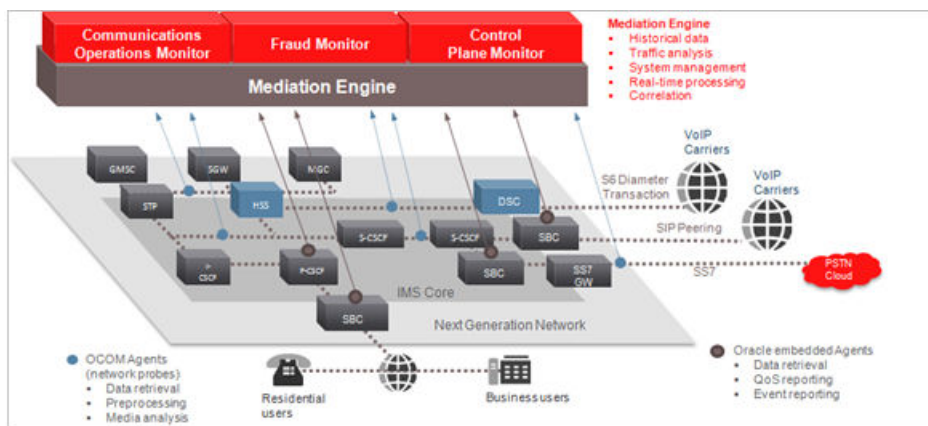 Communications
Operations Monitor
Fraud Monitor
Control
Plane Monitor
Mediation Engine
Mediation Engine
▪ Historical data
▪ Traffic analysis
▪ System management
▪ Real-time processing
▪ Correlation
VoIP
Carriers
VoIP
Carriers
GMSC
SGW
MGC
S6 Diameter
Transaction
STP
HSS
DSC
S-CSCF
S-CSCF
SBC
SIP Peering
CSCF
P-CSCF
SBC
SS7
GW
SS7
PSTN
Cloud
IMS Core
SBC
Next Generation Network
OCOM Agents
(network probes)
▪ Data retrieval
▪ Preprocessing
▪ Media analysis
Residential
users
Business users
Oracle embedded Agents
▪ Data retrieval
▪ QoS reporting
▪ Event reporting